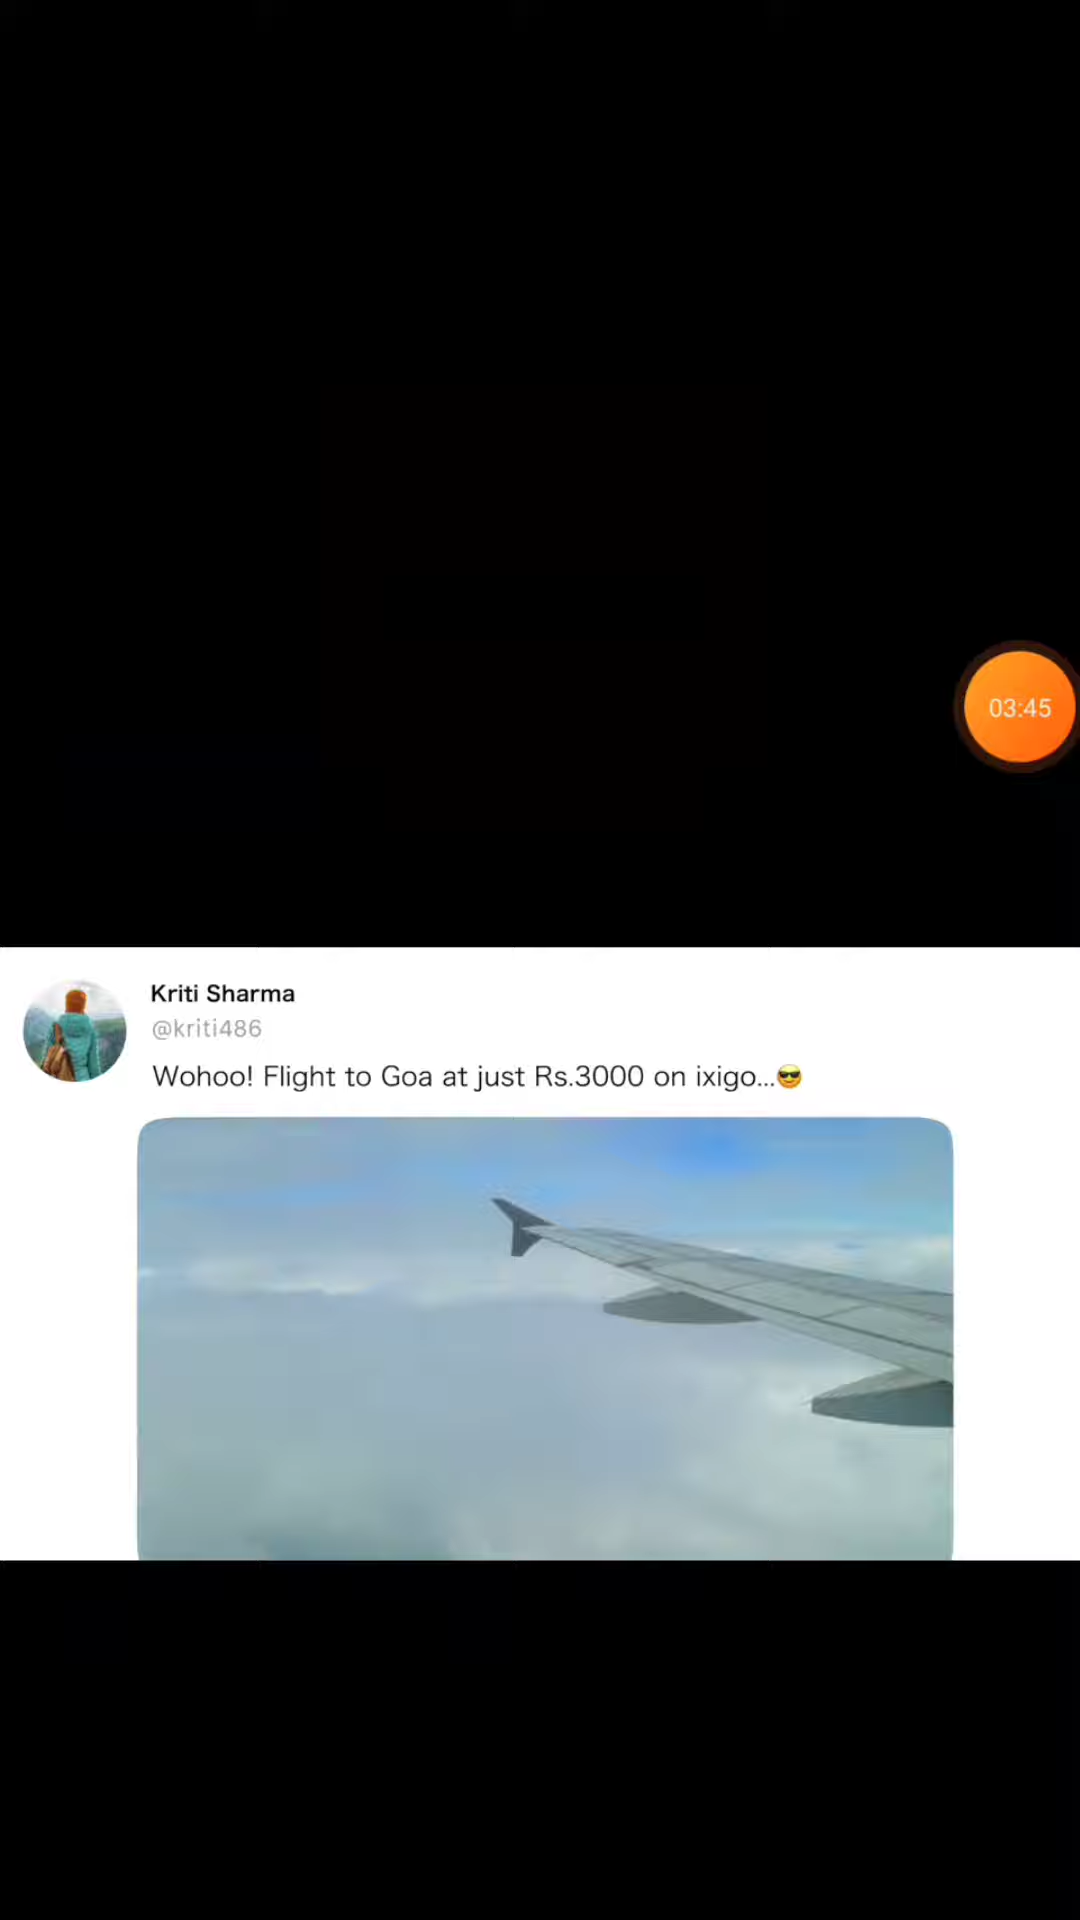 03:45
Kriti Sharma
@kriti486
Wohoo! Flight to Goa at just Rs.3000 on ixigo...😎